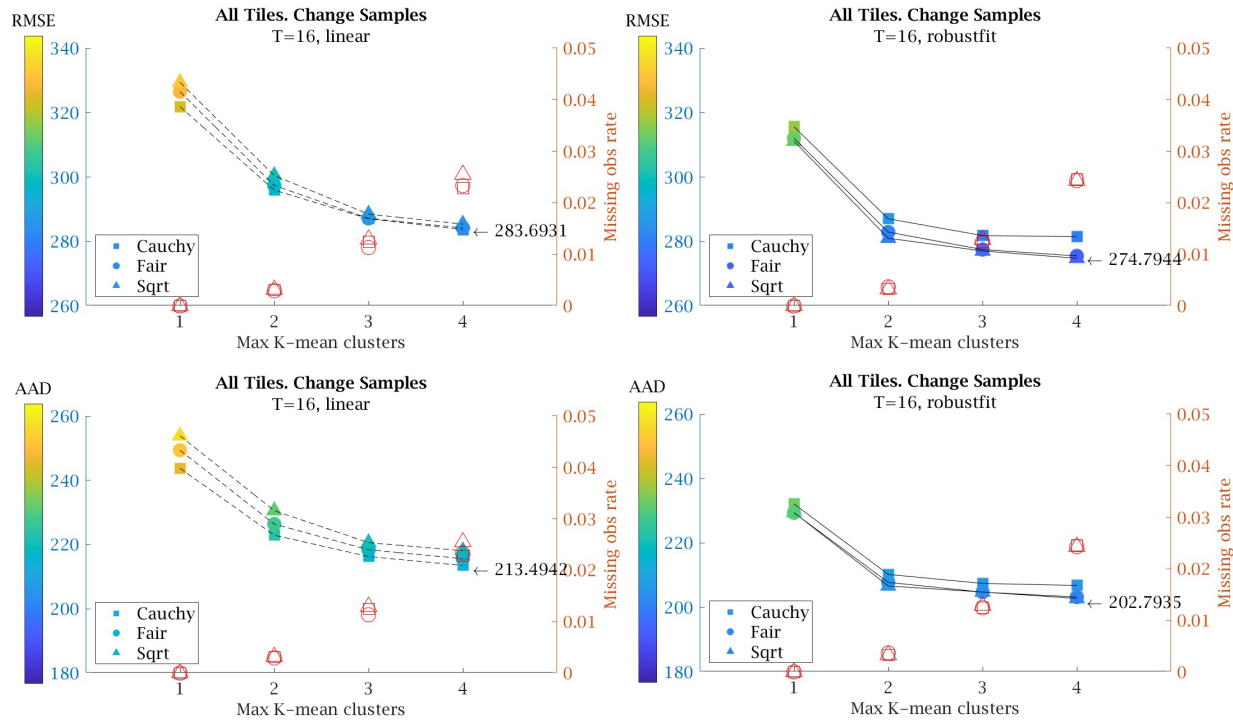 RMSE
All Tiles. Change Samples
T=16, linear
340
320
300
280
260
0.05
0.04
0.03
0.02
0.01
0
Missing obs rate
283.6931
Cauchy
Fair
Sqrt
1 2 3 4
Max K-mean clusters
RMSE
All Tiles. Change Samples
T=16, robustfit
340
320
300
280
260
0.05
0.04
0.03
0.02
0.01
0
Missing obs rate
274.7944
Cauchy
Fair
Sqrt
1 2 3 4
Max K-mean clusters
AAD
All Tiles. Change Samples
T=16, linear
260
240
220
200
180
0.05
0.04
0.03
0.02
0.01
0
Missing obs rate
213.4942
Cauchy
Fair
Sqrt
1 2 3 4
Max K-mean clusters
AAD
All Tiles. Change Samples
T=16, robustfit
260
240
220
200
180
0.05
0.04
0.03
0.02
0.01
0
Missing obs rate
202.7935
Cauchy
Fair
Sqrt
1 2 3 4
Max K-mean clusters